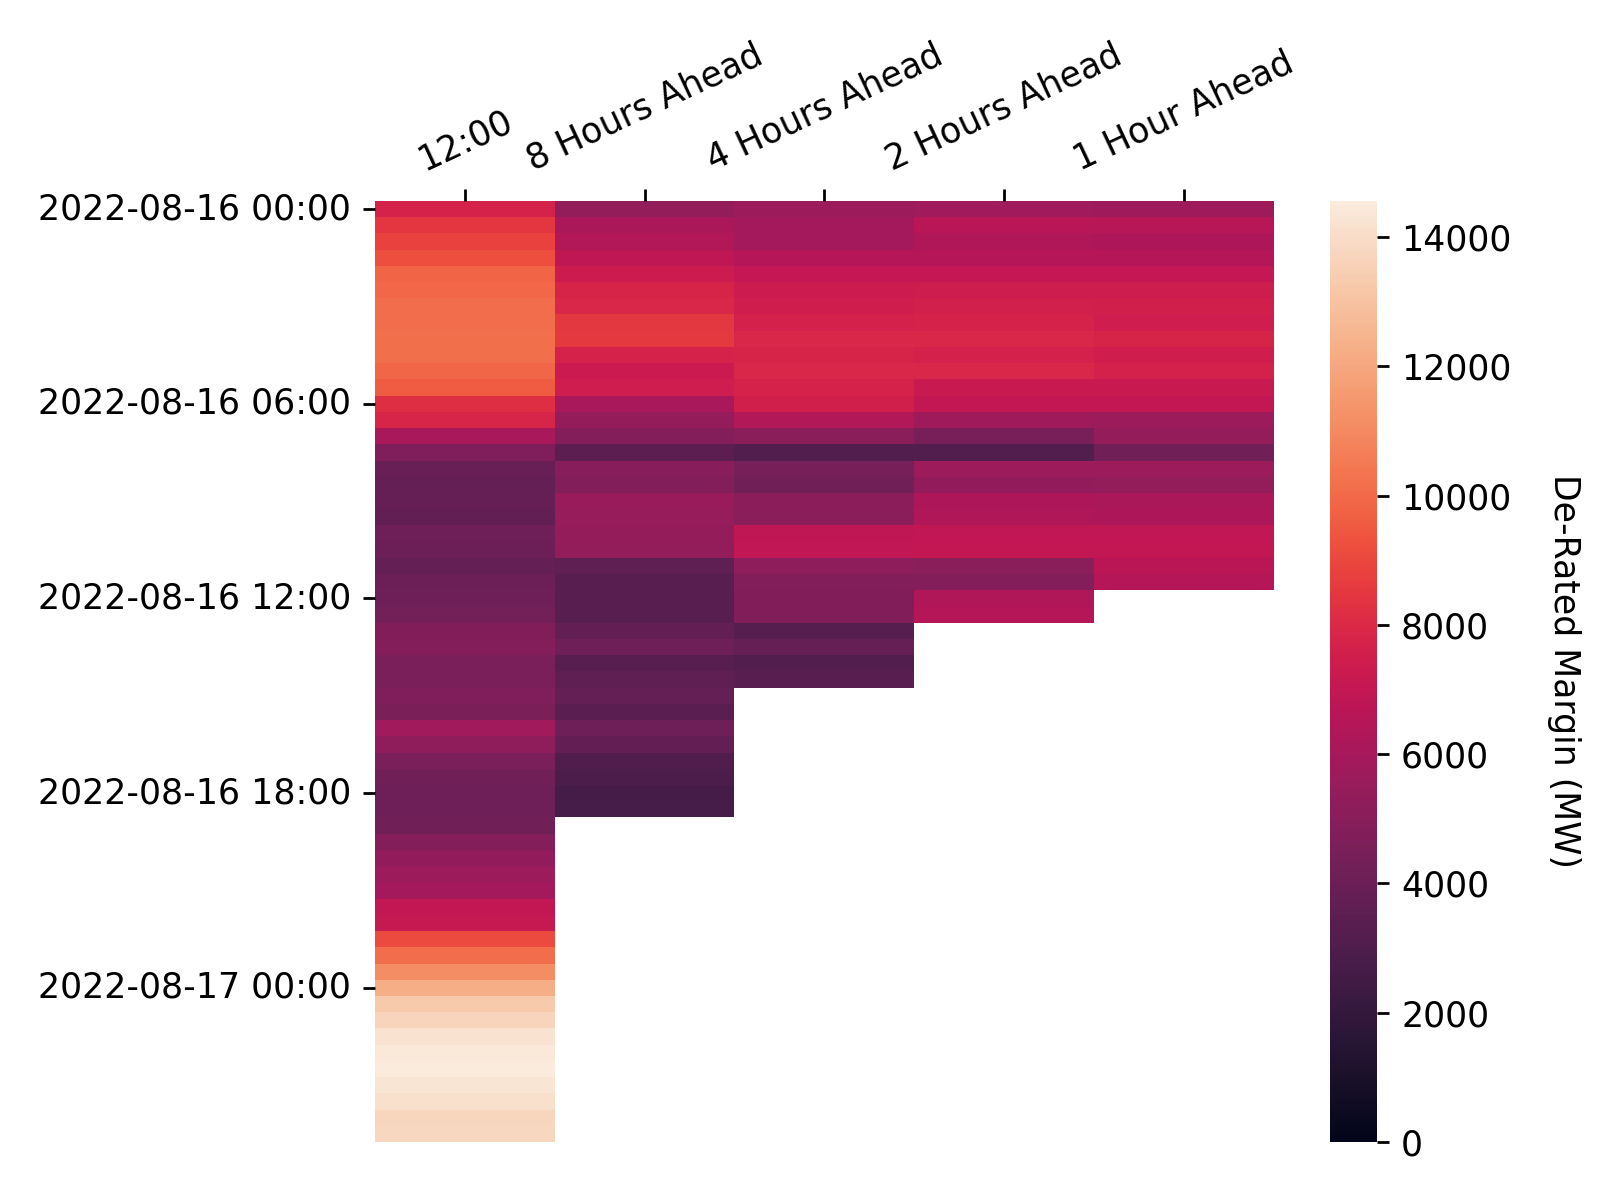 12:00
8 Hours Ahead
4 Hours Ahead
2 Hours Ahead
1 Hour Ahead
2022-08-16 00:00
2022-08-16 06:00
2022-08-16 12:00
2022-08-16 18:00
2022-08-17 00:00
14000
12000
10000
8000
6000
4000
2000
0
De-Rated Margin (MW)